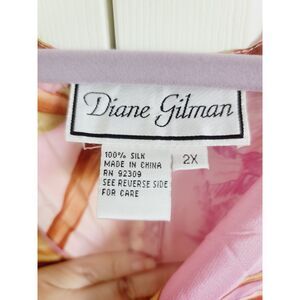 Diane Gilman
100% SILK
MADE IN CHINA
RN 92309
SEE REVERSE SIDE
FOR CARE
2X